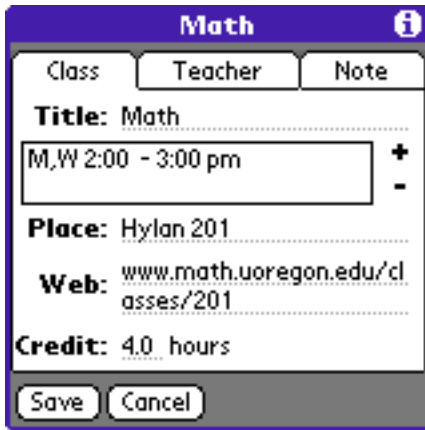 Math
Class Teacher Note
Title: Math
M,W 2:00 - 3:00 pm
+
-
Place: Hylan 201
Web: www.math.uoregon.edu/cl
asses/201
Credit: 4.0 hours
Save Cancel